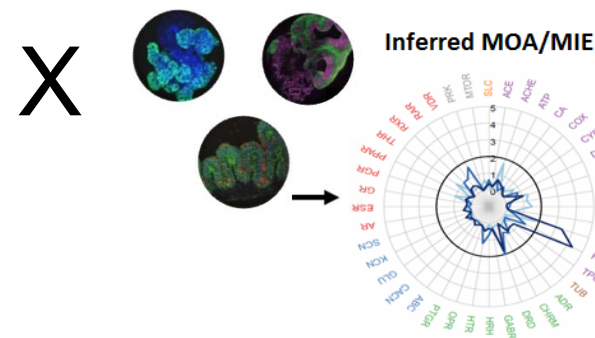 X
Inferred MOA/MIE
SLC
ACE
ACHE
ATP
CA
COX
TUB
ADR
CHRM
DRD
GABR
HRH
HTR
OPR
PTGR
ABC
CACN
GLU
KCN
SCN
AR
ESR
GR
PGR
PPAR
THR
RXR
RAR
VDR
PRK
MTOR
5
4
3
2
1
0